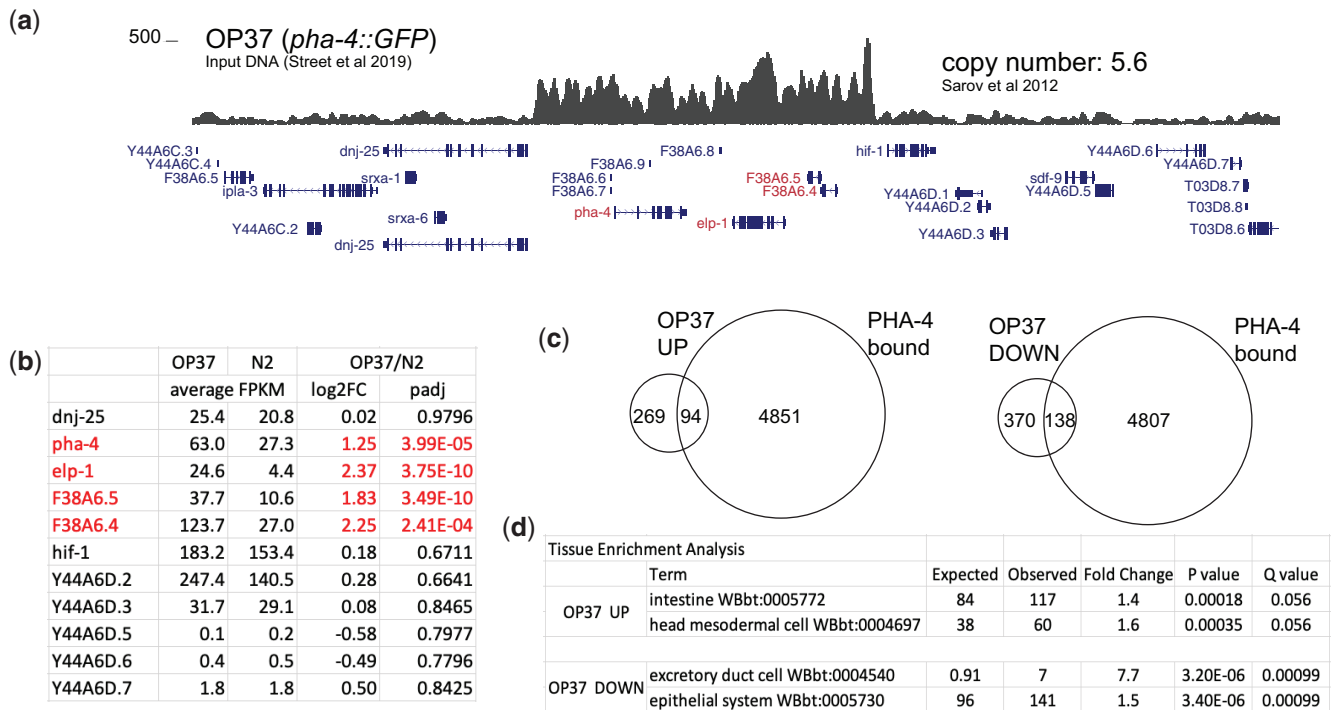 (a)
500
OP37 (pha-4::GFP)
Input DNA (Street et al 2019)
copy number: 5.6
Sarov et al 2012
Y44A6C.3 dnj-25 F38A6.8 hif-1 Y44A6D.6
Y44A6C.4 F38A6.9 Y44A6D.7
F38A6.5 srxa-1 F38A6.6 F38A6.5 sdf-9 T03D8.7
ipla-3 F38A6.7 F38A6.4 Y44A6D.1 Y44A6D.5
Y44A6D.2 T03D8.8
srxa-6 pha-4 elp-1
Y44A6C.2 Y44A6D.3 T03D8.6
dnj-25
(b)
OP37 N2 OP37/N2
average FPKM log2FC padj
dnj-25 25.4 20.8 0.02 0.9796
pha-4 63.0 27.3 1.25 3.99E-05
elp-1 24.6 4.4 2.37 3.75E-10
F38A6.5 37.7 10.6 1.83 3.49E-10
F38A6.4 123.7 27.0 2.25 2.41E-04
hif-1 183.2 153.4 0.18 0.6711
Y44A6D.2 247.4 140.5 0.28 0.6641
Y44A6D.3 31.7 29.1 0.08 0.8465
Y44A6D.5 0.1 0.2 -0.58 0.7977
Y44A6D.6 0.4 0.5 -0.49 0.7796
Y44A6D.7 1.8 1.8 0.50 0.8425
(c)
OP37 UP
PHA-4 bound
269 94 4851
OP37 DOWN
PHA-4 bound
370 138 4807
(d)
Tissue Enrichment Analysis
Term Expected Observed Fold Change P value Q value
OP37 UP
intestine WBbt:0005772 84 117 1.4 0.00018 0.056
head mesodermal cell WBbt:0004697 38 60 1.6 0.00035 0.056
OP37 DOWN
excretory duct cell WBbt:0004540 0.91 7 7.7 3.20E-06 0.00099
epithelial system WBbt:0005730 96 141 1.5 3.40E-06 0.00099